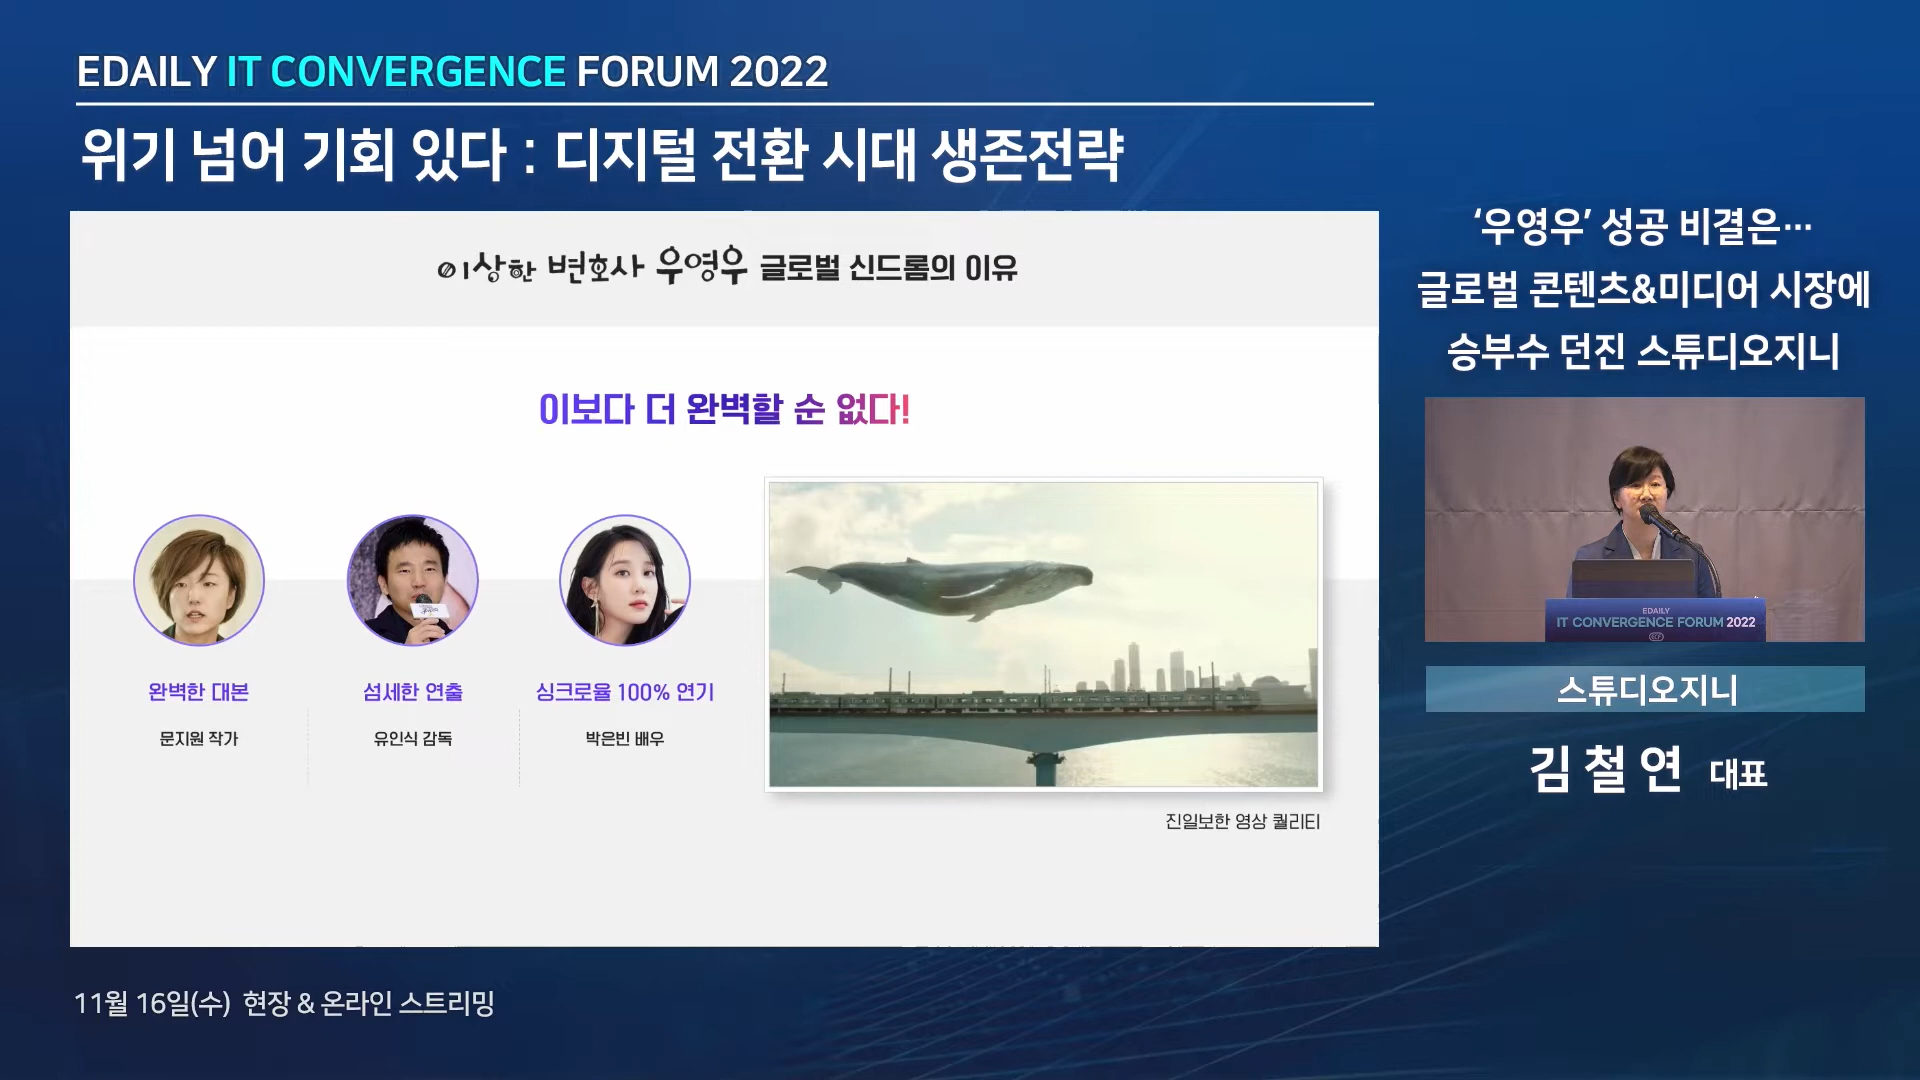 EDAILY IT CONVERGENCE FORUM 2022
위기 넘어 기회 있다 : 디지털 전환 시대 생존전략
이상한 변호사 우영우 글로벌 신드롬의 이유
이보다 더 완벽할 순 없다!
완벽한 대본
문지원 작가
섬세한 연출
유인식 감독
싱크로율 100% 연기
박은빈 배우
진일보한 영상 퀄리티
‘우영우’ 성공 비결은…
글로벌 콘텐츠&미디어 시장에
승부수 던진 스튜디오지니
EDAILY
IT CONVERGENCE FORUM 2022
스튜디오지니
김철연 대표
11월 16일(수) 현장 & 온라인 스트리밍